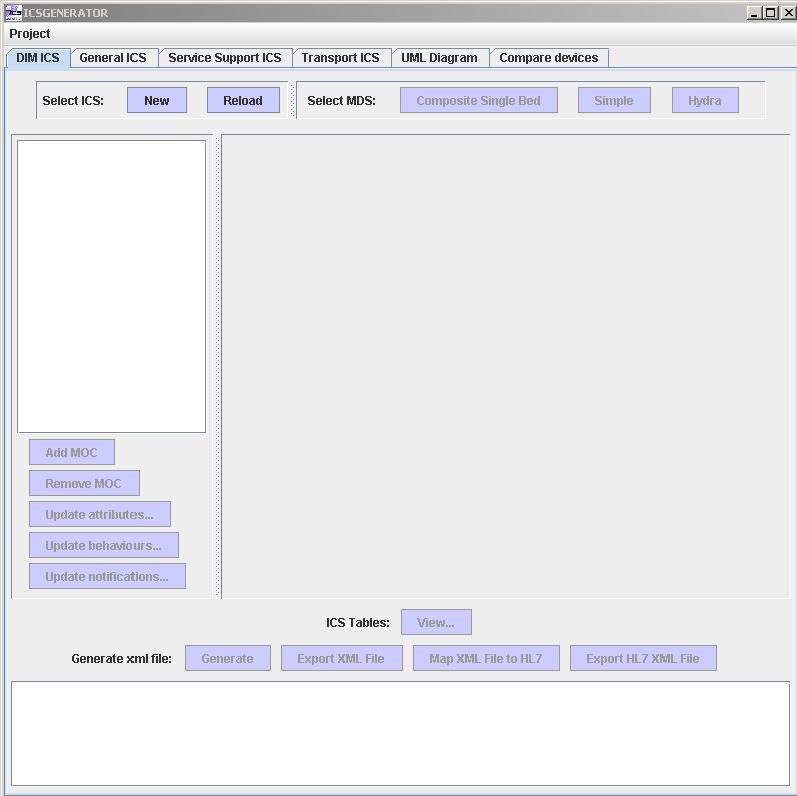 ICSGENERATOR
Project
DIM ICS General ICS Service Support ICS Transport ICS UML Diagram Compare devices
Select ICS: New Reload Select MDS: Composite Single Bed Simple Hydra
Add MOC
Remove MOC
Update attributes...
Update behaviours...
Update notifications...
ICS Tables: View...
Generate xml file: Generate Export XML File Map XML File to HL7 Export HL7 XML File